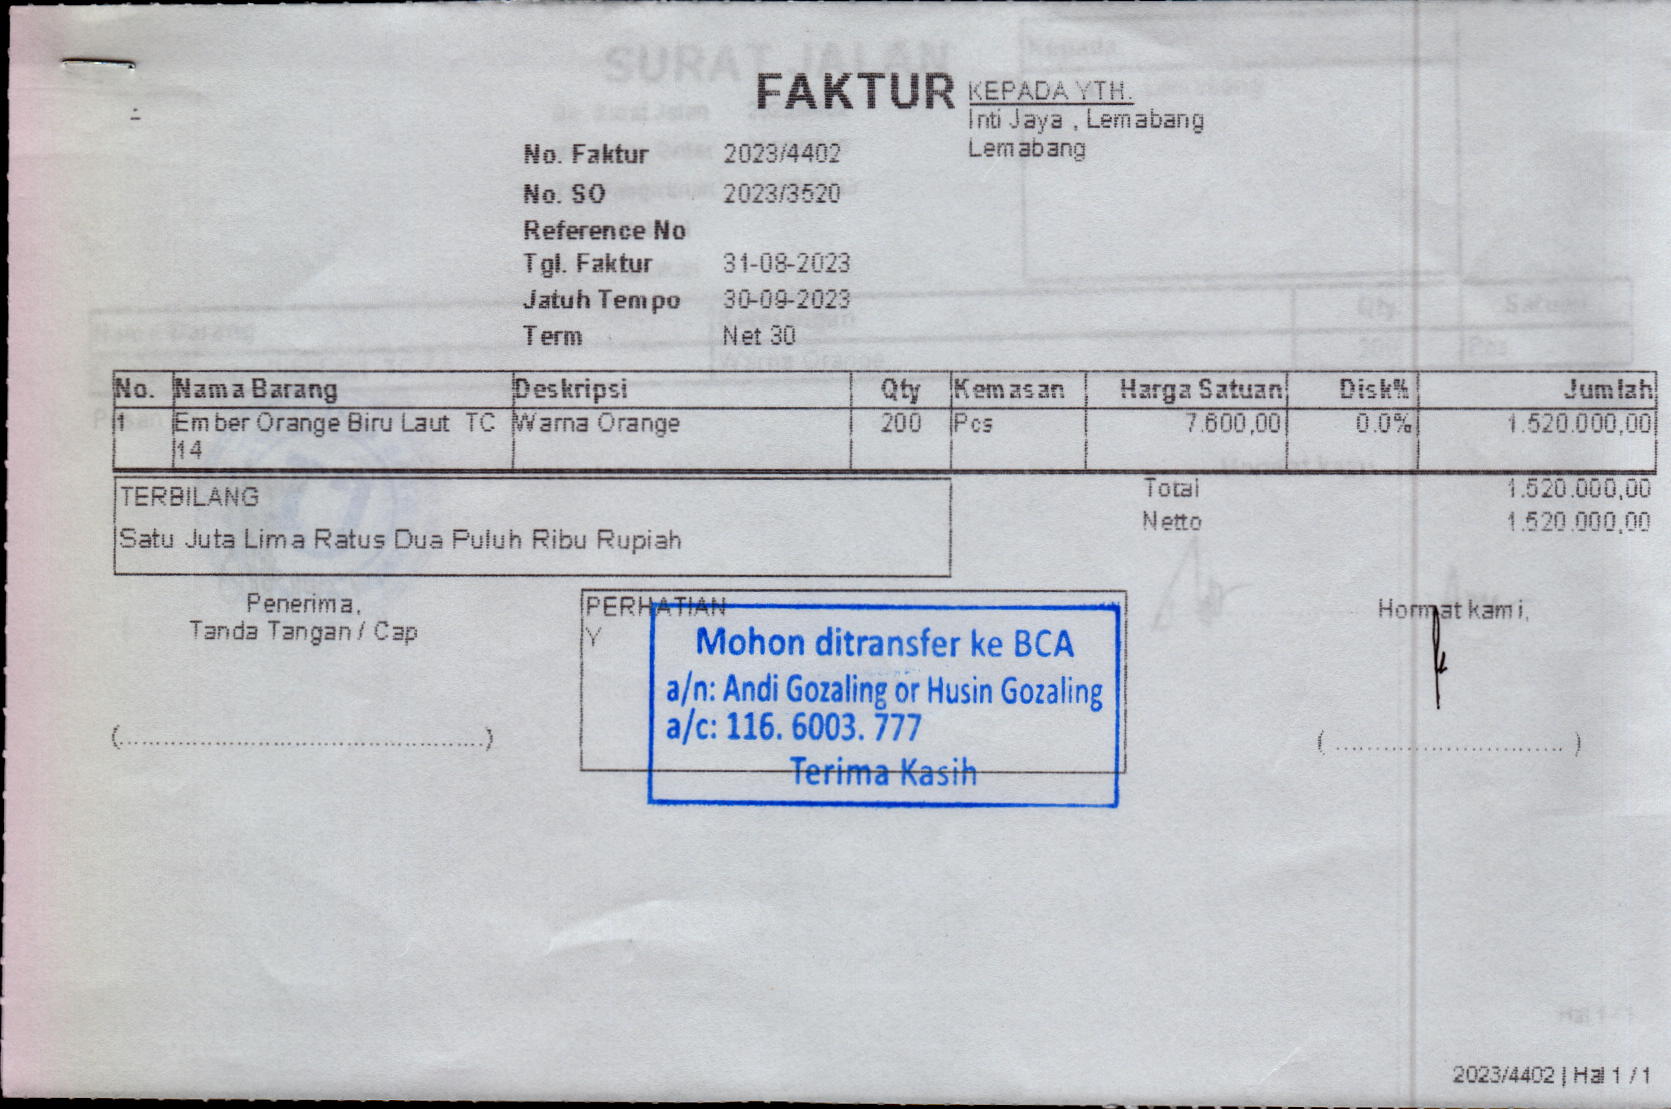 FAKTUR
KEPADA YTH.
Inti Jaya , Lemabang
Lemabang
No. Faktur 2023/4402
No. SO 2023/3520
Reference No
Tgl. Faktur 31-08-2023
Jatuh Tempo 30-09-2023
Term Net 30
No. Nama Barang Deskripsi Qty Kemasan Harga Satuan Disk% Jumlah
1 Ember Orange Biru Laut TC Warna Orange 200 Pcs 7.600,00 0.0% 1.520.000,00
14
TERBILANG
Satu Juta Lima Ratus Dua Puluh Ribu Rupiah
Total 1.520.000,00
Netto 1.520.000,00
Penerima,
Tanda Tangan / Cap
(................................................)
PERHATIAN
Y
Mohon ditransfer ke BCA
a/n: Andi Gozaling or Husin Gozaling
a/c: 116. 6003. 777
Terima Kasih
Hormat kami,
( .............................. )
2023/4402 | Hal 1 / 1